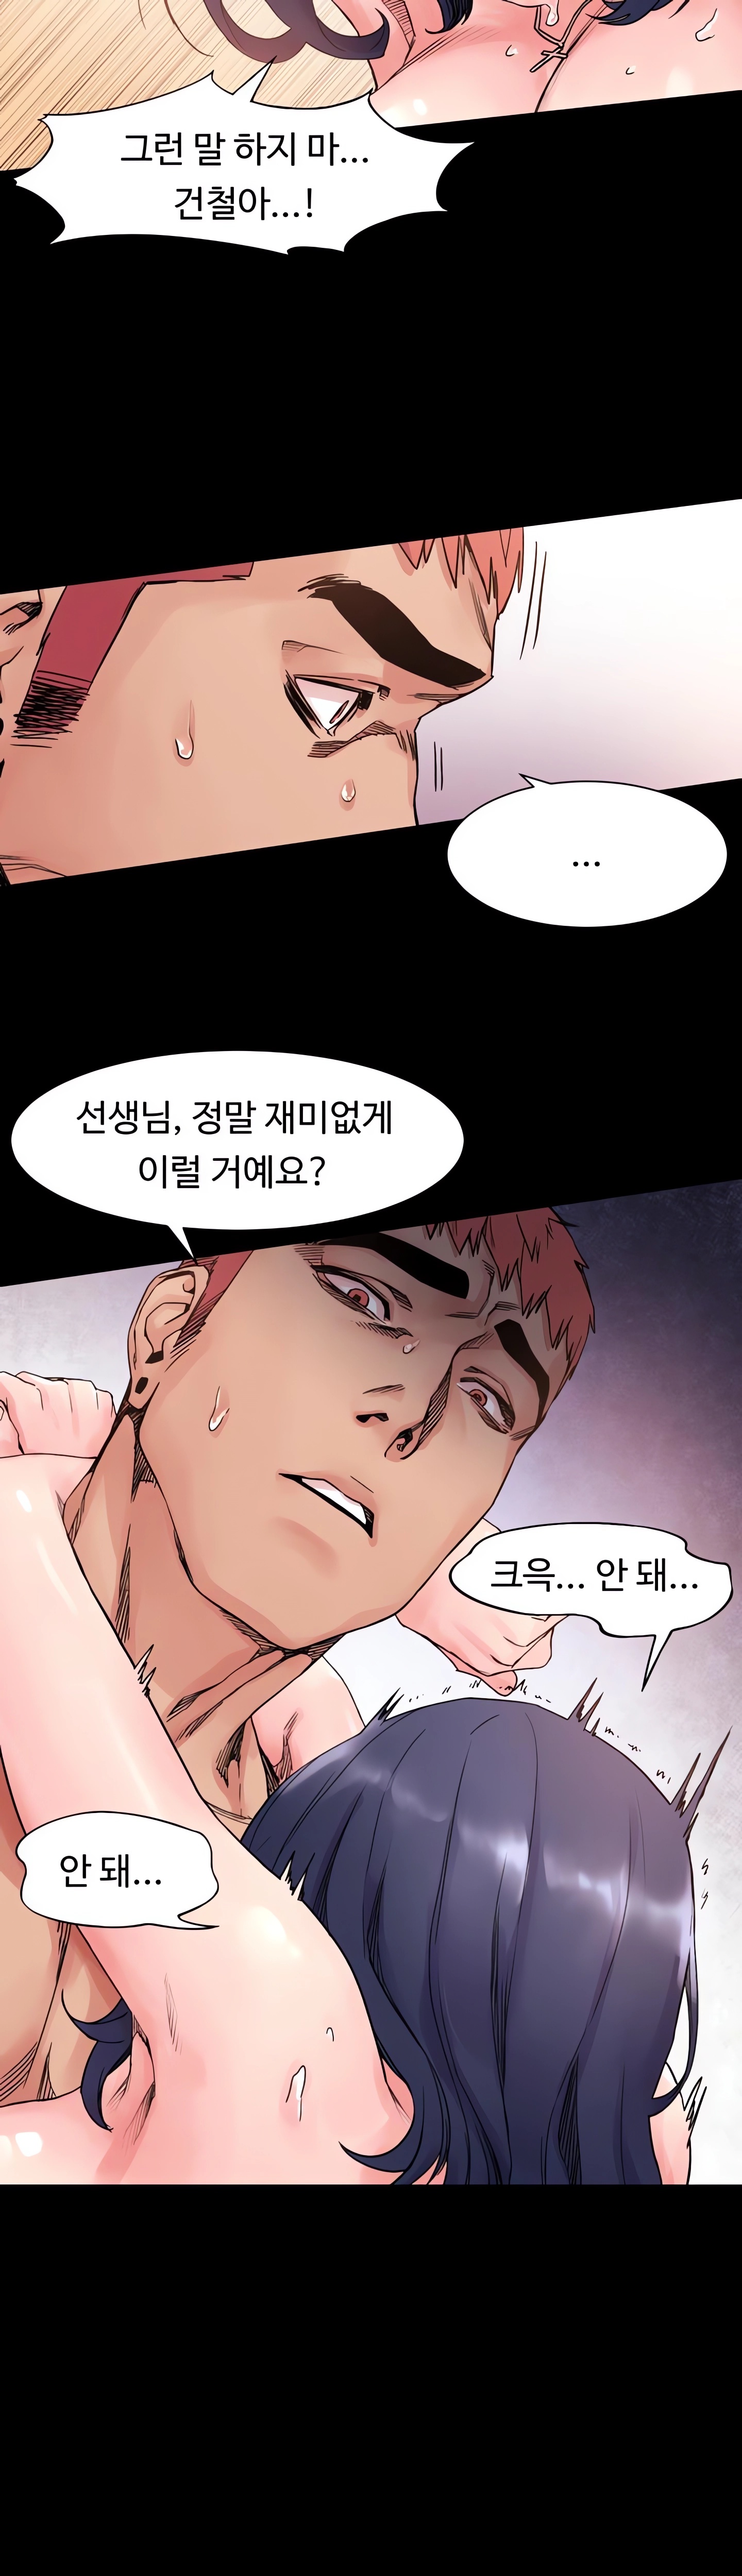 그런 말 하지 마...
건철아...!
...
선생님, 정말 재미없게
이럴 거예요?
크윽... 안 돼...
안 돼...